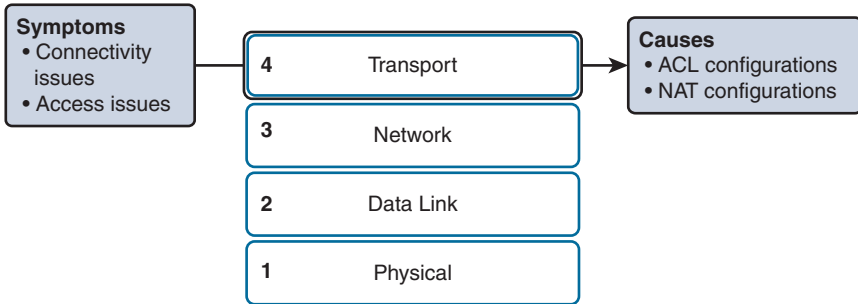 Symptoms
• Connectivity
issues
• Access issues
4 Transport
3 Network
2 Data Link
1 Physical
Causes
• ACL configurations
• NAT configurations